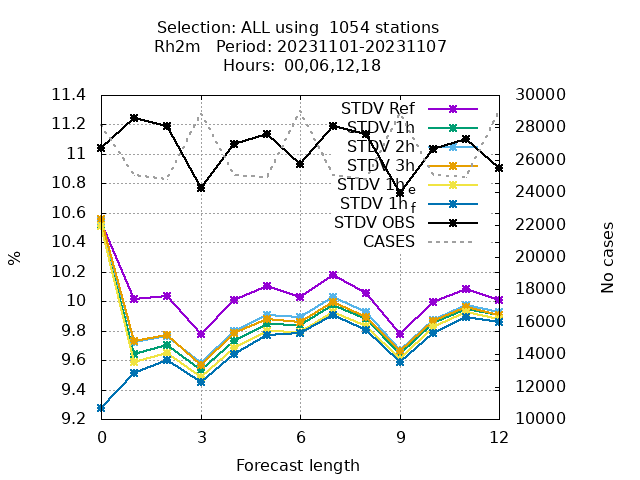 Selection: ALL using  1054 stations
Rh2m   Period: 20231101-20231107
Hours:  00,06,12,18
11.4
11.2
11
10.8
10.6
10.4
10.2
10
9.8
9.6
9.4
9.2
%
30000
28000
26000
24000
22000
20000
18000
16000
14000
12000
10000
No cases
STDV Ref
STDV 1h
STDV 2h
STDV 3h
STDV 1h e
STDV 1h f
STDV OBS
CASES
0 3 6 9 12
Forecast length